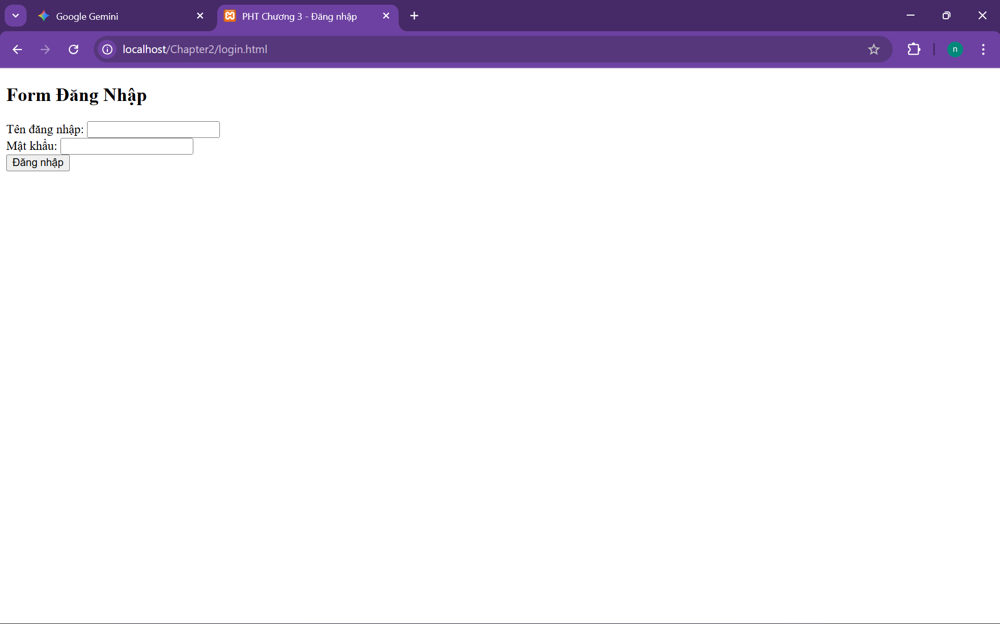 Google Gemini
PHT Chương 3 - Đăng nhập
localhost/Chapter2/login.html
n
Form Đăng Nhập
Tên đăng nhập:
Mật khẩu:
Đăng nhập